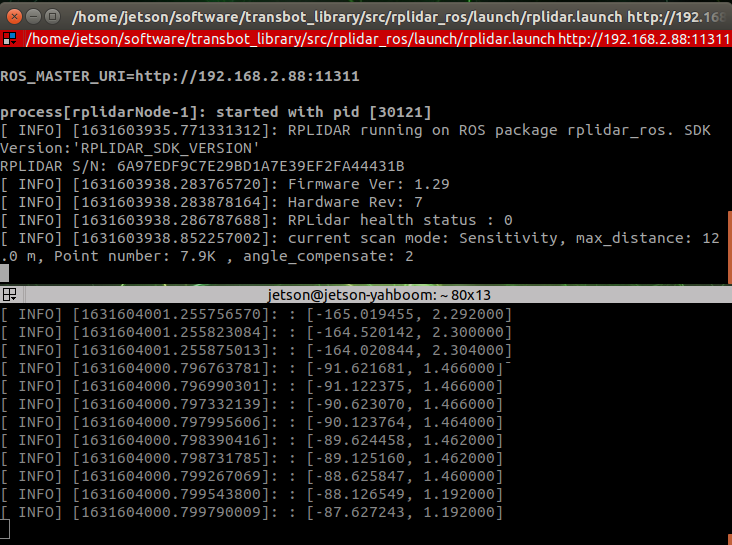 /home/jetson/software/transbot_library/src/rplidar_ros/launch/rplidar.launch http://192.168
/home/jetson/software/transbot_library/src/rplidar_ros/launch/rplidar.launch http://192.168.2.88:11311
ROS_MASTER_URI=http://192.168.2.88:11311
process[rplidarNode-1]: started with pid [30121]
[ INFO] [1631603935.771331312]: RPLIDAR running on ROS package rplidar_ros. SDK
Version:'RPLIDAR_SDK_VERSION'
RPLIDAR S/N: 6A97EDF9C7E29BD1A7E39EF2FA44431B
[ INFO] [1631603938.283765720]: Firmware Ver: 1.29
[ INFO] [1631603938.283878164]: Hardware Rev: 7
[ INFO] [1631603938.286787688]: RPLidar health status : 0
[ INFO] [1631603938.852257002]: current scan mode: Sensitivity, max_distance: 12
.0 m, Point number: 7.9K , angle_compensate: 2
jetson@jetson-yahboom: ~ 80x13
[ INFO] [1631604001.255756570]: : [-165.019455, 2.292000]
[ INFO] [1631604001.255823084]: : [-164.520142, 2.300000]
[ INFO] [1631604001.255875013]: : [-164.020844, 2.304000]
[ INFO] [1631604000.796763781]: : [-91.621681, 1.466000]
[ INFO] [1631604000.796990301]: : [-91.122375, 1.466000]
[ INFO] [1631604000.797332139]: : [-90.623070, 1.466000]
[ INFO] [1631604000.797995606]: : [-90.123764, 1.464000]
[ INFO] [1631604000.798390416]: : [-89.624458, 1.462000]
[ INFO] [1631604000.798731785]: : [-89.125160, 1.462000]
[ INFO] [1631604000.799267069]: : [-88.625847, 1.460000]
[ INFO] [1631604000.799543800]: : [-88.126549, 1.192000]
[ INFO] [1631604000.799790009]: : [-87.627243, 1.192000]